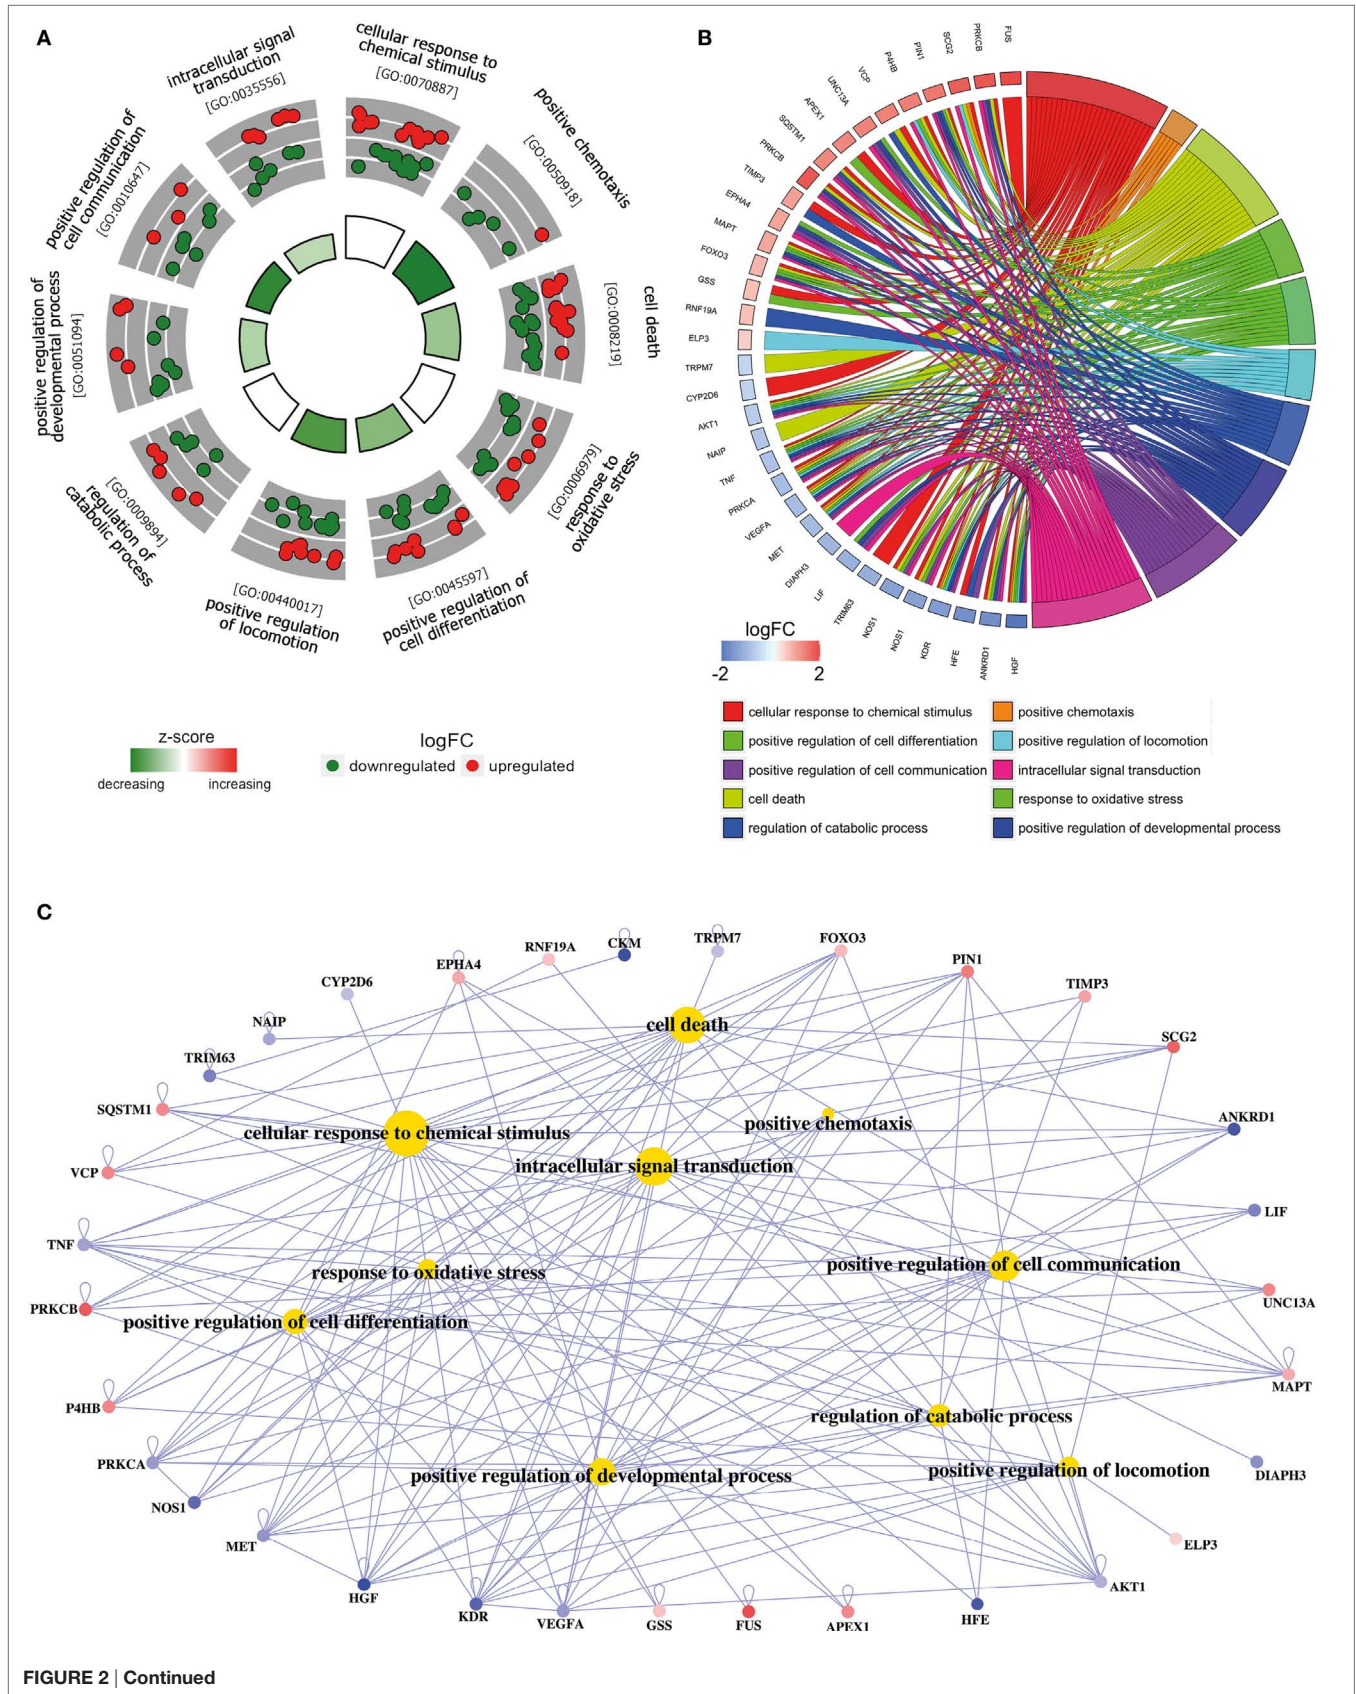 A
intracellular signal
transduction
[GO:0035556]
cellular response to
chemical stimulus
[GO:0070887]
positive chemotaxis
[GO:0050918]
cell death
[GO:0008219]
response to
oxidative stress
[GO:0006979]
positive regulation of
cell differentiation
[GO:0045597]
[GO:00440017]
positive regulation
of locomotion
[GO:0009894]
regulation of
catabolic process
positive regulation of
developmental process
[GO:0051094]
positive regulation of
cell communication
[GO:0010647]
z-score
decreasing
increasing
logFC
downregulated
upregulated
B
FUS
PRKCB
SCG2
PIN1
P4HB
VCP
UNC13A
APEX1
SQSTM1
PRKCB
TIMP3
EPHA4
MAPT
FOXO3
GSS
RNF19A
ELP3
TRPM7
CYP2D6
AKT1
NAIP
TNF
PRKCA
VEGFA
MET
DIAPH3
LIF
TRIM63
NOS1
NOS1
KDR
HFE
ANKRD1
HGF
logFC
-2
2
cellular response to chemical stimulus
positive chemotaxis
positive regulation of cell differentiation
positive regulation of locomotion
positive regulation of cell communication
intracellular signal transduction
cell death
response to oxidative stress
regulation of catabolic process
positive regulation of developmental process
C
RNF19A
CKM
TRPM7
FOXO3
EPHA4
PIN1
CYP2D6
TIMP3
NAIP
cell death
TRIM63
SCG2
SQSTM1
ANKRD1
positive chemotaxis
cellular response to chemical stimulus
intracellular signal transduction
VCP
LIF
TNF
positive regulation of cell communication
response to oxidative stress
UNC13A
PRKCB
positive regulation of cell differentiation
MAPT
P4HB
regulation of catabolic process
PRKCA
positive regulation of developmental process
positive regulation of locomotion
DIAPH3
NOS1
MET
ELP3
AKT1
HGF
KDR
VEGFA
GSS
FUS
APEX1
HFE
FIGURE 2 | Continued